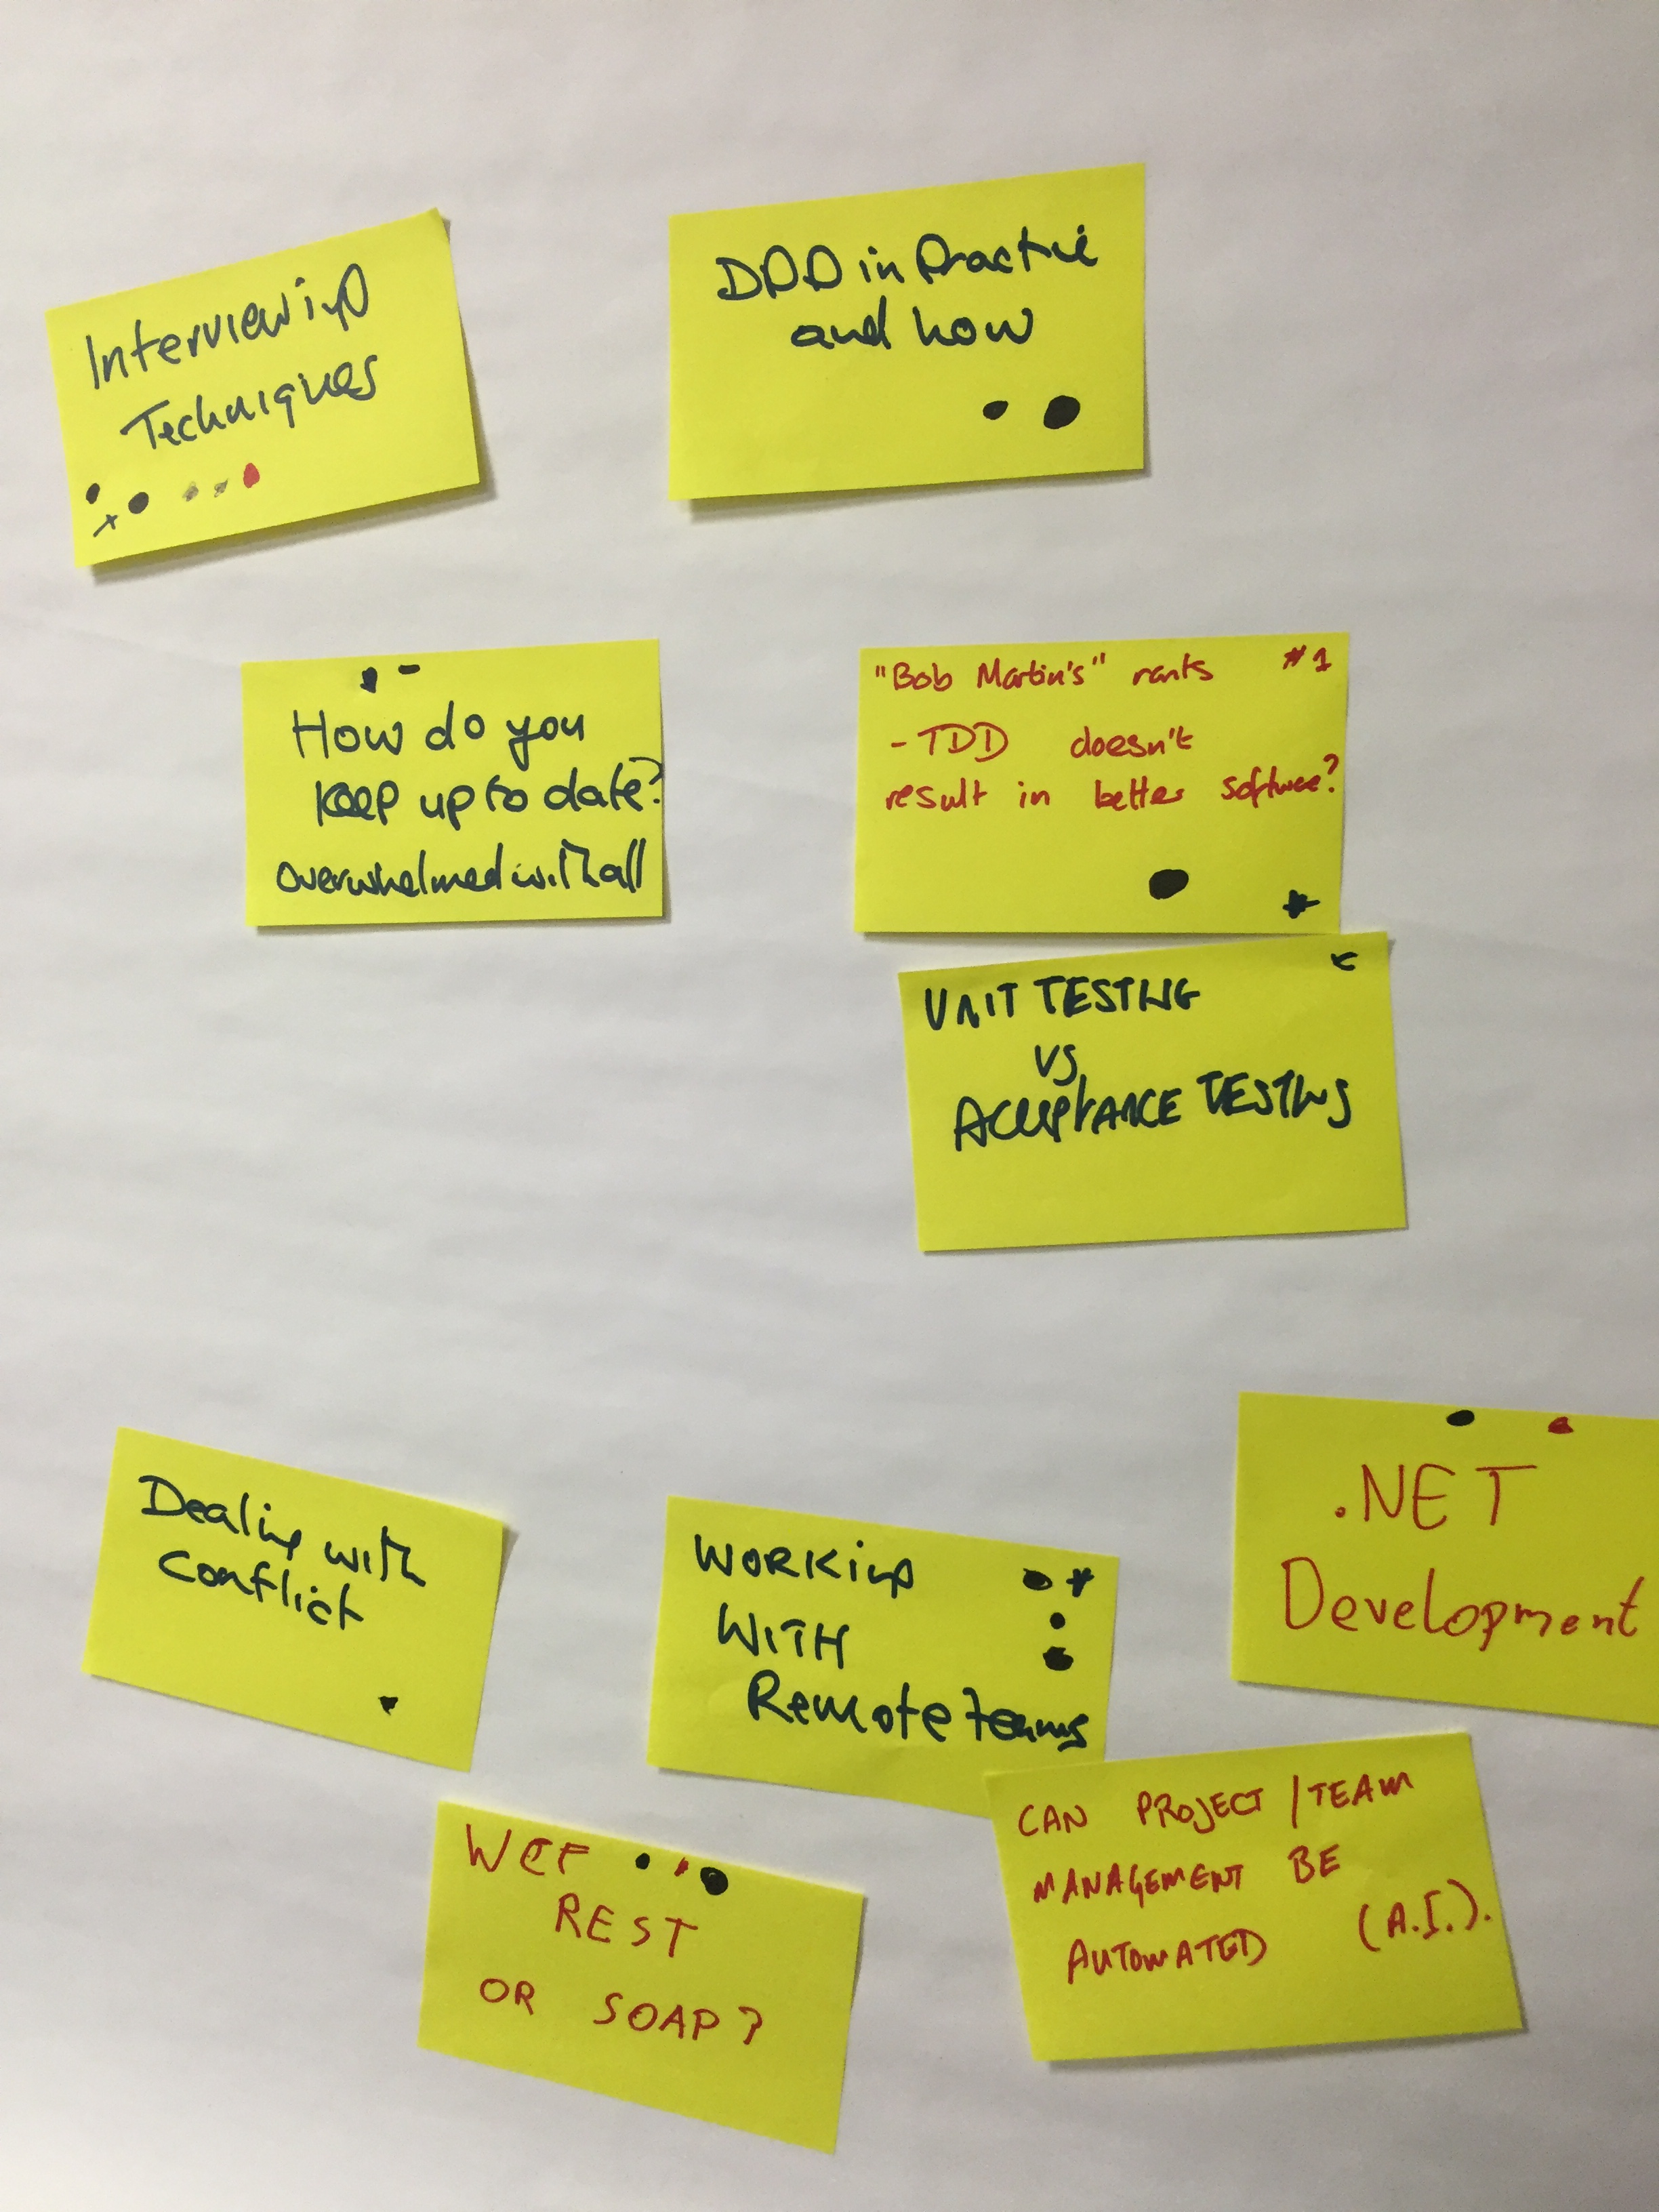 Interviewing
Techniques
DDD in Practice
and how
How do you
keep up to date?
overwhelmed with all
"Bob Martin's" rants #1
- TDD doesn't
result in better software?
UNIT TESTING
VS
ACCEPTANCE TESTING
Dealing with
Conflict
WORKING
WITH
Remote teams
.NET
Development
WCF
REST
OR SOAP?
CAN PROJECT / TEAM
MANAGEMENT BE
AUTOMATED (A.I.).